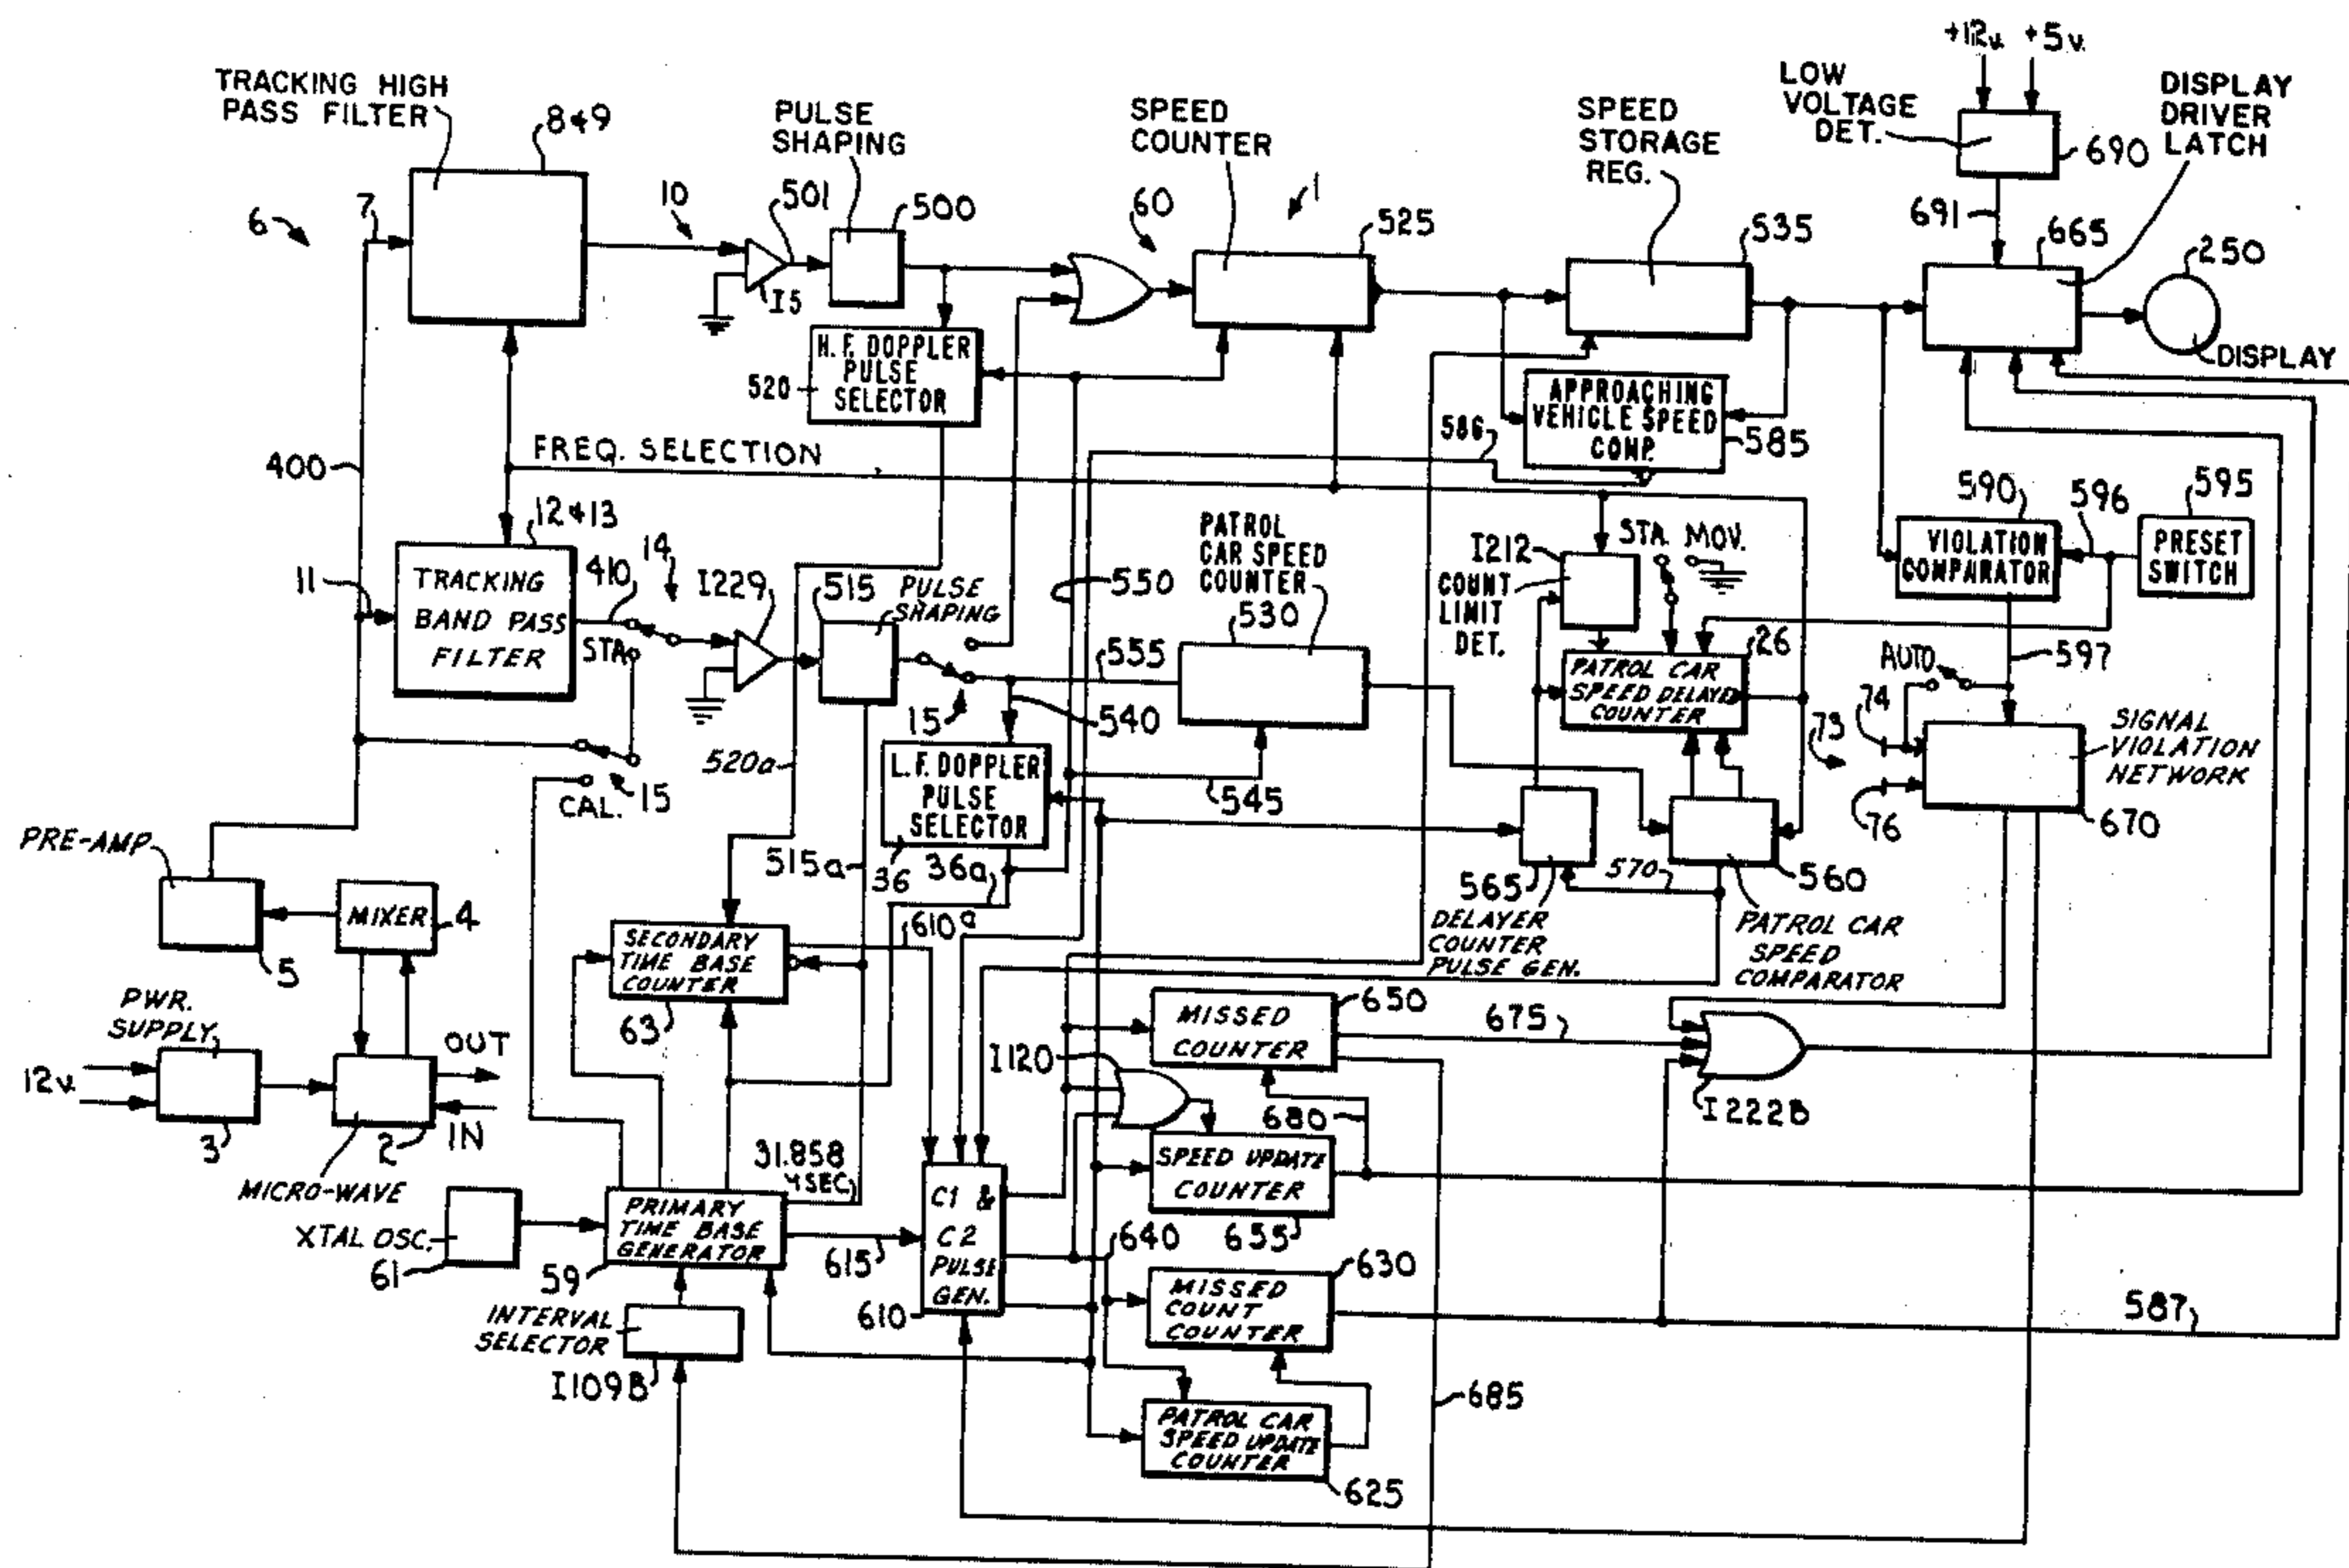 +12v. +5v.
TRACKING HIGH
PASS FILTER
8&9
PULSE
SHAPING
SPEED
COUNTER
SPEED
STORAGE
REG.
LOW
VOLTAGE
DET.
DISPLAY
DRIVER
LATCH
690
6
7
10
501
500
60
1
525
535
691
665
250
I5
H.F. DOPPLER
PULSE
SELECTOR
520
APPROACHING
VEHICLE SPEED
COMP.
585
586
DISPLAY
400
FREQ. SELECTION
12&13
11
TRACKING
BAND PASS
FILTER
410
14
STA.
I229
515
PULSE
SHAPING
550
PATROL
CAR SPEED
COUNTER
530
555
I212
COUNT
LIMIT
DET.
STA. MOV.
590
596
595
VIOLATION
COMPARATOR
PRESET
SWITCH
26
PATROL CAR
SPEED DELAYED
COUNTER
AUTO
597
74
73
76
SIGNAL
VIOLATION
NETWORK
670
15
540
520a
L.F. DOPPLER
PULSE
SELECTOR
545
CAL.
15
PRE-AMP
515a
36
36a
565
570
560
DELAYER
COUNTER
PULSE GEN.
PATROL CAR
SPEED
COMPARATOR
MIXER
4
5
610a
SECONDARY
TIME BASE
COUNTER
63
PWR.
SUPPLY
12v.
3
OUT
IN
2
MICRO-WAVE
MISSED
COUNTER
650
675
I120
680
I222B
SPEED UPDATE
COUNTER
655
31.858
μSEC
XTAL OSC.
61
PRIMARY
TIME BASE
GENERATOR
59
615
C1 &
C2
PULSE
GEN.
610
640
630
MISSED
COUNT
COUNTER
587
INTERVAL
SELECTOR
I109B
685
PATROL CAR
SPEED UPDATE
COUNTER
625